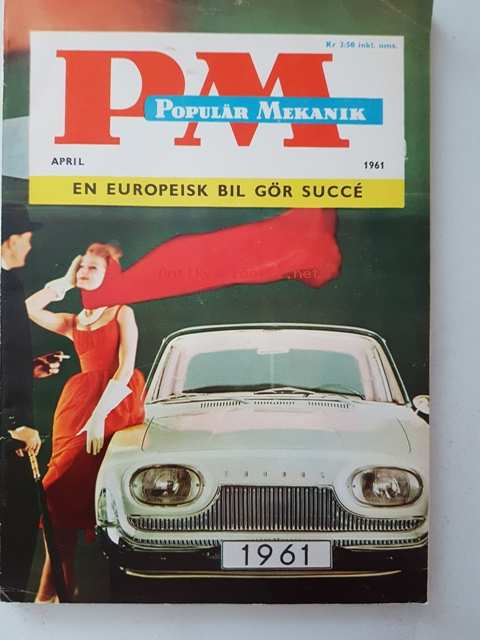 Kr 3:50 inkl. oms.
PM
POPULÄR MEKANIK
APRIL
1961
EN EUROPEISK BIL GÖR SUCCÉ
TAUNUS
1961